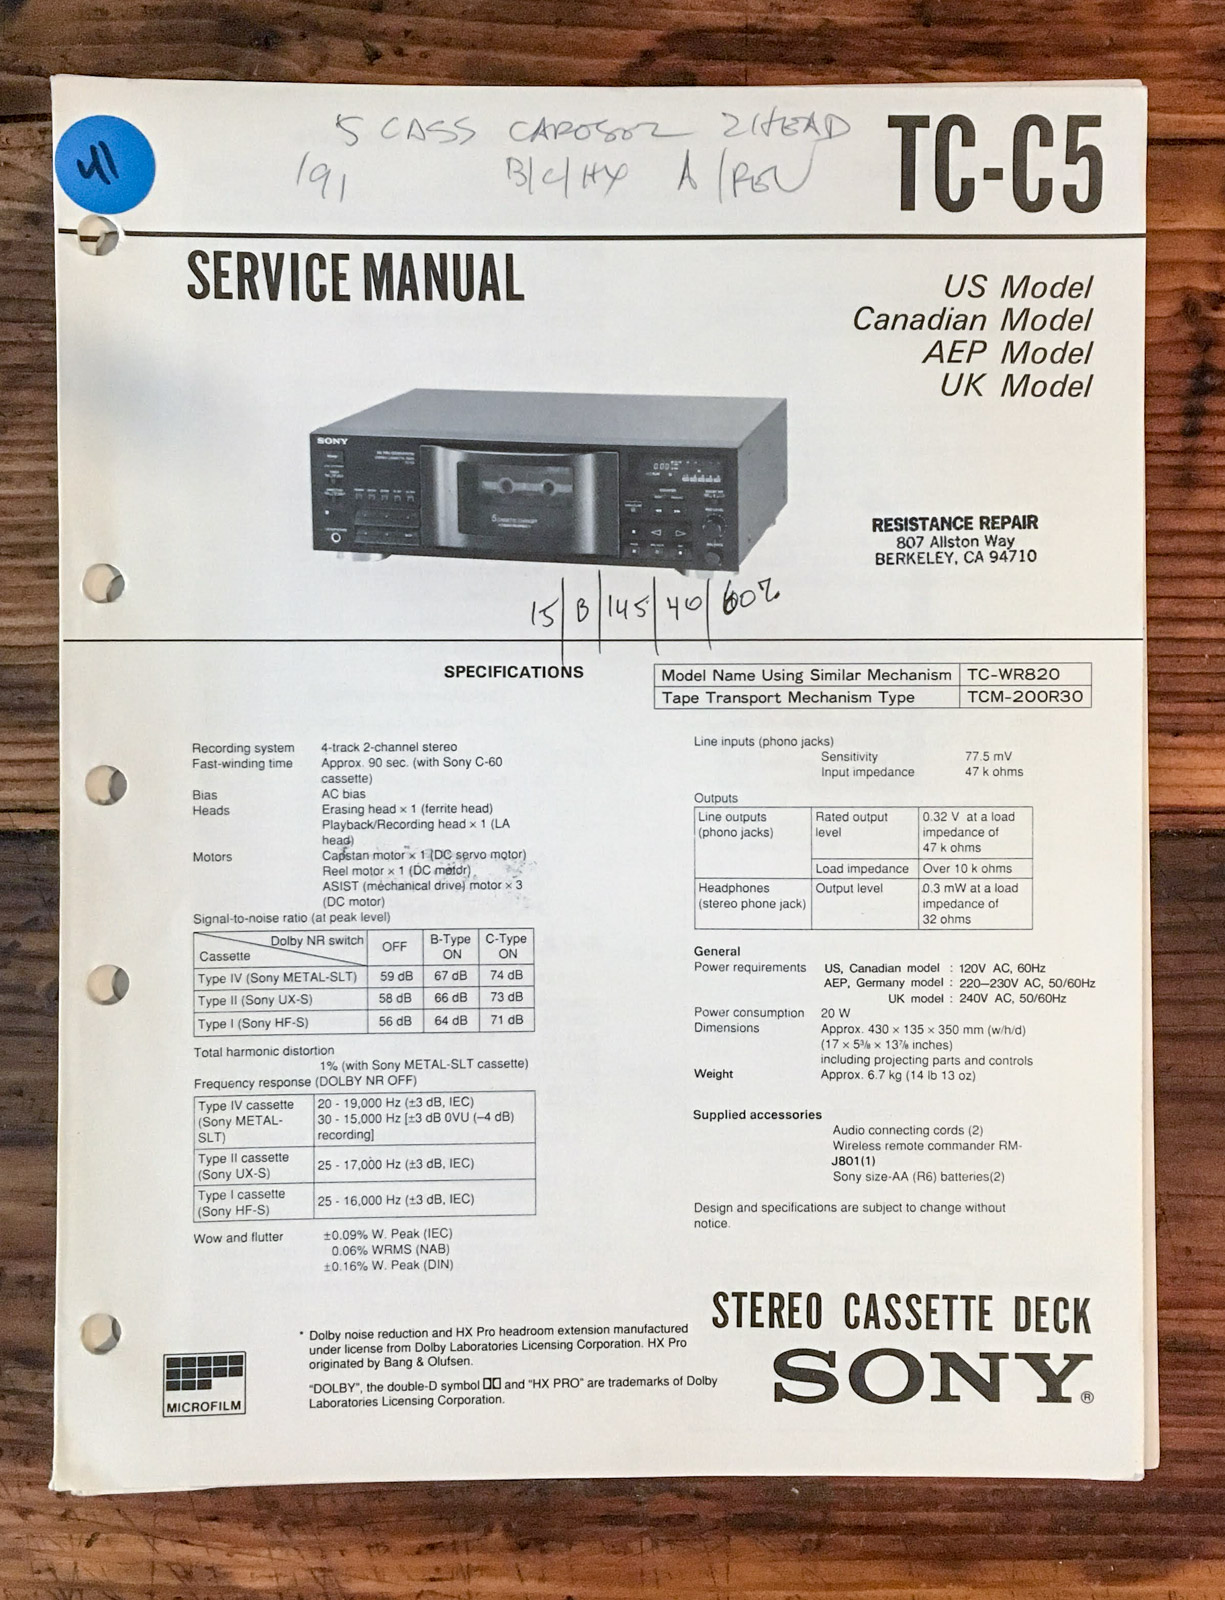 41
5 CASS CAROSOL 2/HEAD
191 B/C/HX A/REV
TC-C5
SERVICE MANUAL
US Model
Canadian Model
AEP Model
UK Model
SONY
5 CASSETTE CHANGER
RESISTANCE REPAIR
807 Allston Way
BERKELEY, CA 94710
15 | B | 145 | 40 | 60%
SPECIFICATIONS
Model Name Using Similar Mechanism TC-WR820
Tape Transport Mechanism Type TCM-200R30
Recording system 4-track 2-channel stereo
Fast-winding time Approx. 90 sec. (with Sony C-60
cassette)
Bias AC bias
Heads Erasing head × 1 (ferrite head)
Playback/Recording head × 1 (LA
head)
Motors Capstan motor × 1 (DC servo motor)
Reel motor × 1 (DC motor)
ASIST (mechanical drive) motor × 3
(DC motor)
Signal-to-noise ratio (at peak level)
Dolby NR switch OFF B-Type ON C-Type ON
Cassette
Type IV (Sony METAL-SLT) 59 dB 67 dB 74 dB
Type II (Sony UX-S) 58 dB 66 dB 73 dB
Type I (Sony HF-S) 56 dB 64 dB 71 dB
Total harmonic distortion
1% (with Sony METAL-SLT cassette)
Frequency response (DOLBY NR OFF)
Type IV cassette 20 - 19,000 Hz (±3 dB, IEC)
(Sony METAL- 30 - 15,000 Hz [±3 dB 0VU (–4 dB)
SLT) recording]
Type II cassette
(Sony UX-S) 25 - 17,000 Hz (±3 dB, IEC)
Type I cassette
(Sony HF-S) 25 - 16,000 Hz (±3 dB, IEC)
Wow and flutter ±0.09% W. Peak (IEC)
0.06% WRMS (NAB)
±0.16% W. Peak (DIN)
Line inputs (phono jacks)
Sensitivity 77.5 mV
Input impedance 47 k ohms
Outputs
Line outputs Rated output 0.32 V at a load
(phono jacks) level impedance of
47 k ohms
Load impedance Over 10 k ohms
Headphones Output level 0.3 mW at a load
(stereo phone jack) impedance of
32 ohms
General
Power requirements US, Canadian model : 120V AC, 60Hz
AEP, Germany model : 220–230V AC, 50/60Hz
UK model : 240V AC, 50/60Hz
Power consumption 20 W
Dimensions Approx. 430 × 135 × 350 mm (w/h/d)
(17 × 5⅜ × 13⅞ inches)
including projecting parts and controls
Weight Approx. 6.7 kg (14 lb 13 oz)
Supplied accessories
Audio connecting cords (2)
Wireless remote commander RM-
J801(1)
Sony size-AA (R6) batteries(2)
Design and specifications are subject to change without
notice.
STEREO CASSETTE DECK
SONY®
* Dolby noise reduction and HX Pro headroom extension manufactured
under license from Dolby Laboratories Licensing Corporation. HX Pro
originated by Bang & Olufsen.
“DOLBY”, the double-D symbol and “HX PRO” are trademarks of Dolby
Laboratories Licensing Corporation.
MICROFILM